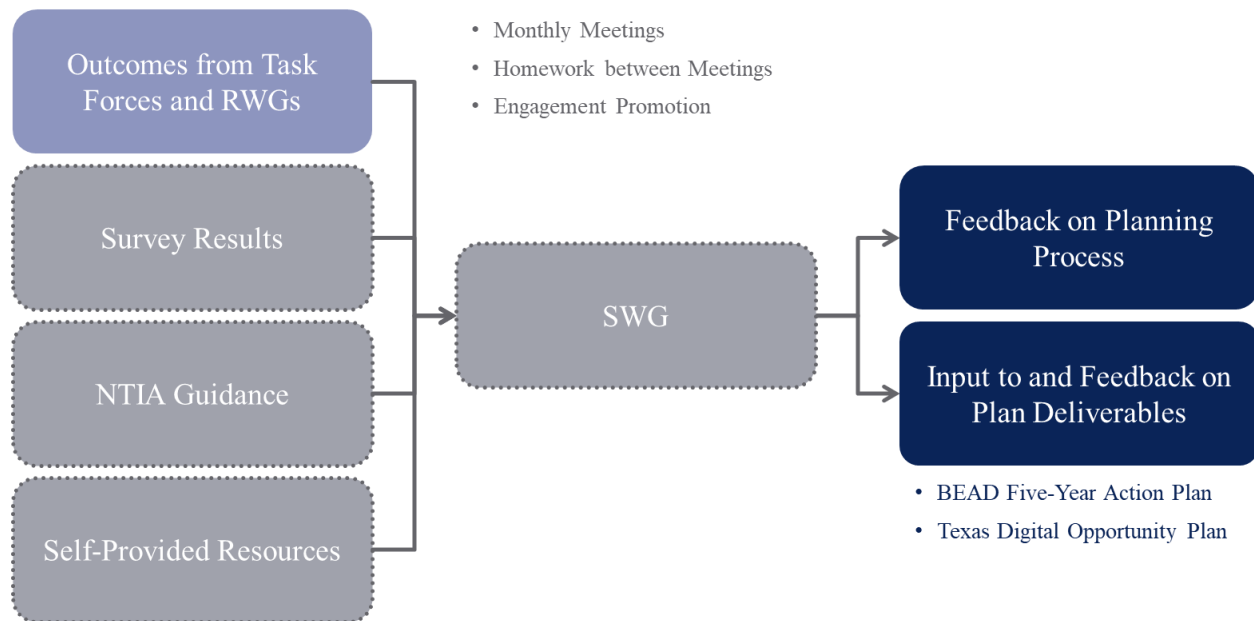 Outcomes from Task
Forces and RWGs
• Monthly Meetings
• Homework between Meetings
• Engagement Promotion
Survey Results
NTIA Guidance
Self-Provided Resources
SWG
Feedback on Planning
Process
Input to and Feedback on
Plan Deliverables
• BEAD Five-Year Action Plan
• Texas Digital Opportunity Plan